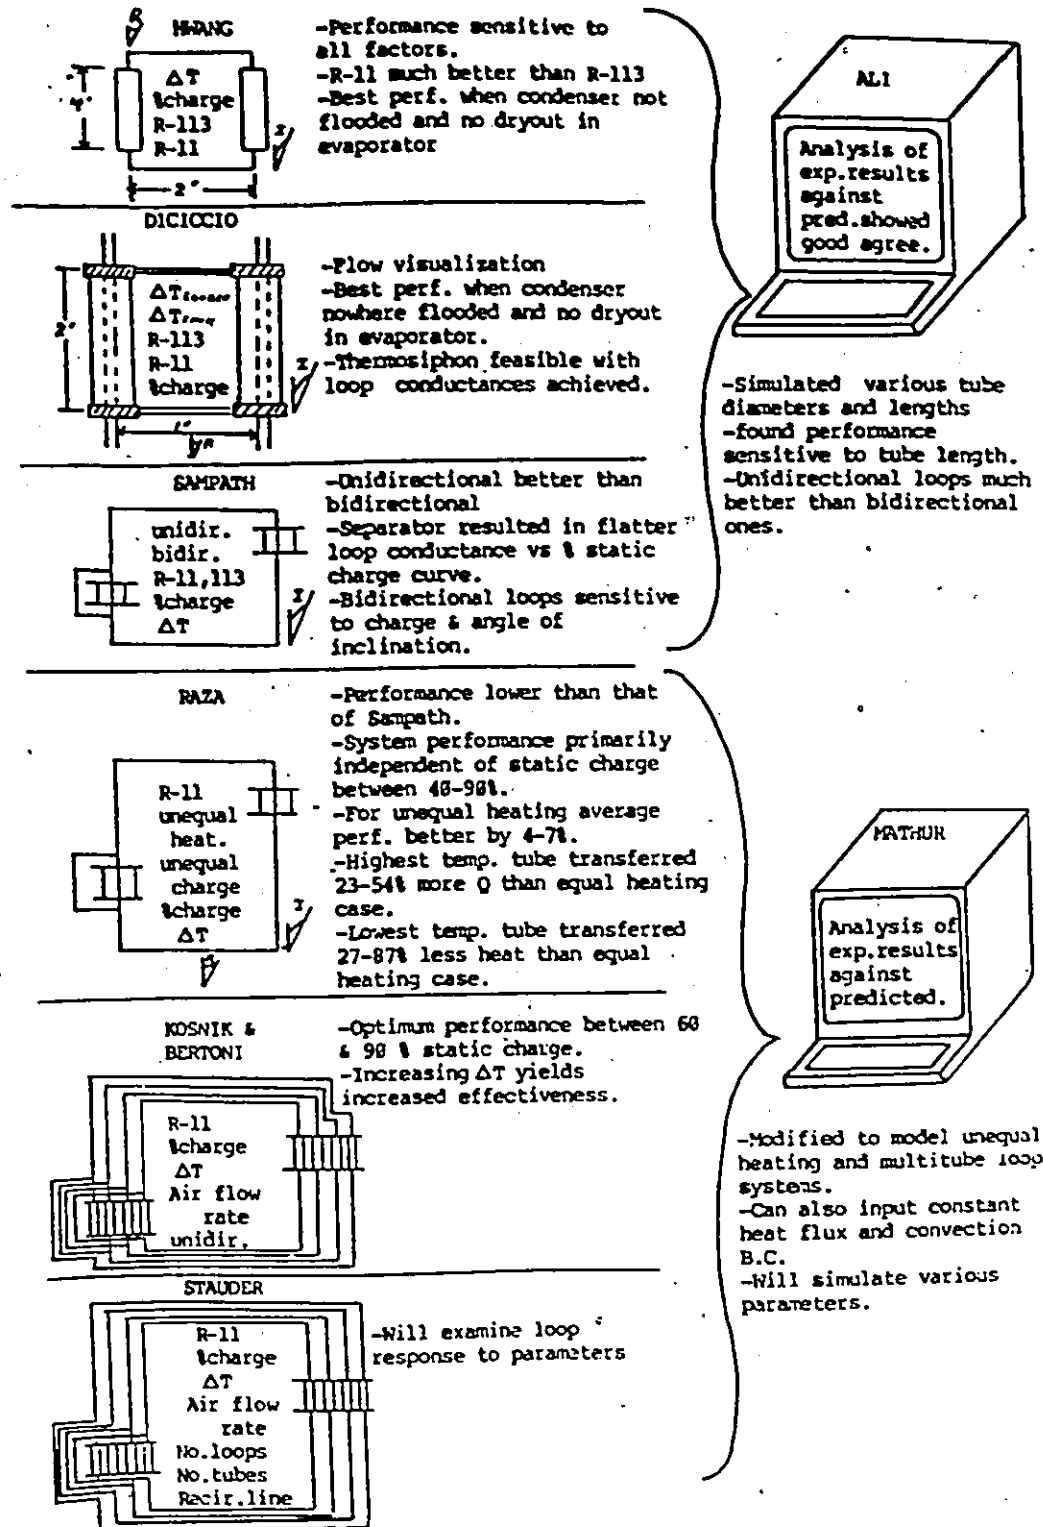 HWANG
ΔT
%charge
R-113
R-11
2"
-Performance sensitive to
all factors.
-R-11 much better than R-113
-Best perf. when condenser not
flooded and no dryout in
evaporator
DICICCIO
2'
ΔT
ΔT
R-113
R-11
%charge
1"
-Flow visualization
-Best perf. when condenser
nowhere flooded and no dryout
in evaporator.
-Thermosiphon feasible with
loop conductances achieved.
SAMPATH
unidir.
bidir.
R-11,113
%charge
ΔT
-Unidirectional better than
bidirectional
-Separator resulted in flatter
loop conductance vs % static
charge curve.
-Bidirectional loops sensitive
to charge & angle of
inclination.
ALI
Analysis of
exp.results
against
pred.showed
good agree.
-Simulated various tube
diameters and lengths
-found performance
sensitive to tube length.
-Unidirectional loops much
better than bidirectional
ones.
RAZA
R-11
unequal
heat.
unequal
charge
%charge
ΔT
-Performance lower than that
of Sampath.
-System performance primarily
independent of static charge
between 40-90%.
-For unequal heating average
perf. better by 4-7%.
-Highest temp. tube transferred
23-54% more Q than equal heating
case.
-Lowest temp. tube transferred
27-87% less heat than equal
heating case.
KOSNIK &
BERTONI
R-11
%charge
ΔT
Air flow
rate
unidir.
-Optimum performance between 60
& 90 % static charge.
-Increasing ΔT yields
increased effectiveness.
STAUDER
R-11
%charge
ΔT
Air flow
rate
No.loops
No.tubes
Recir.line
-Will examine loop
response to parameters
MATHUR
Analysis of
exp.results
against
predicted.
-Modified to model unequal
heating and multitube loop
systems.
-Can also input constant
heat flux and convection
B.C.
-Will simulate various
parameters.